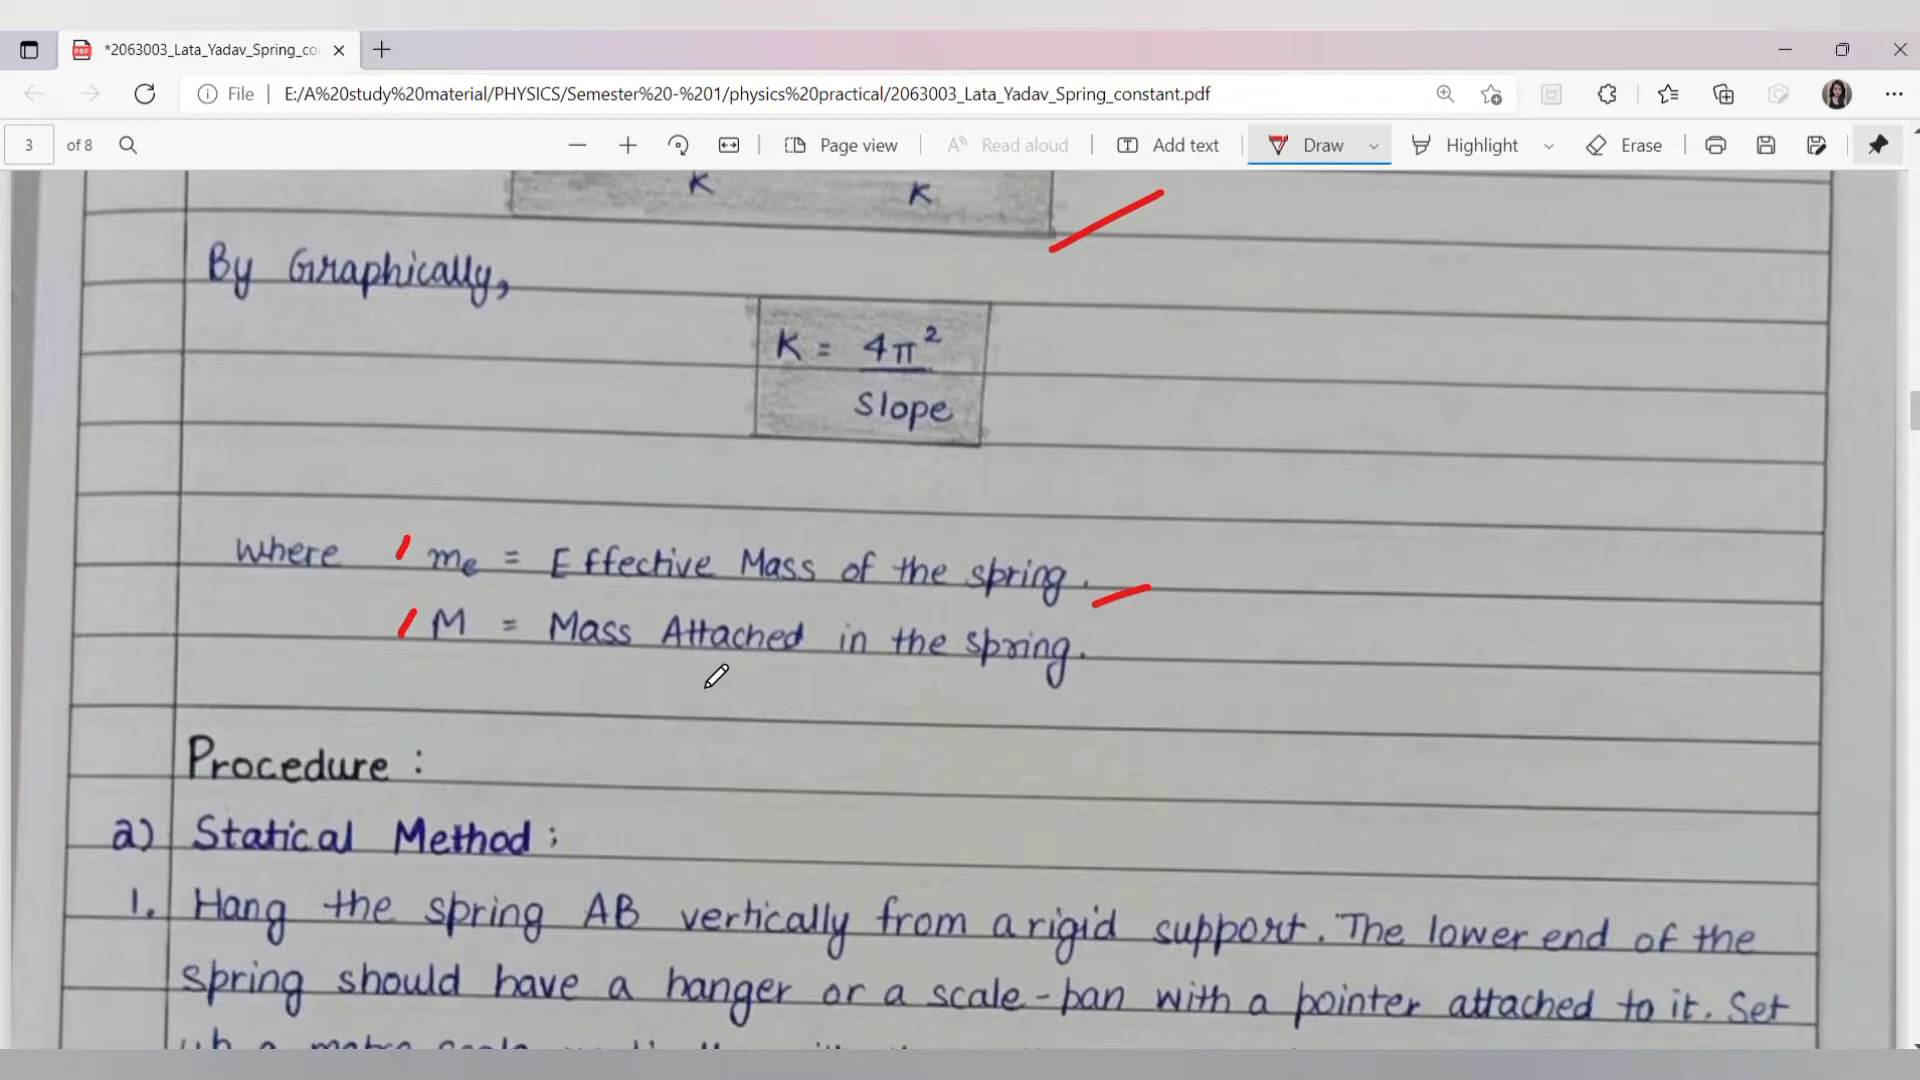 *2063003_Lata_Yadav_Spring_co
File
E:/A%20study%20material/PHYSICS/Semester%20-%201/physics%20practical/2063003_Lata_Yadav_Spring_constant.pdf
3 of 8
Page view
Read aloud
Add text
Draw
Highlight
Erase
K K
By Graphically,
K = 4π²
Slope
where me = Effective Mass of the spring.
M = Mass Attached in the spring.
Procedure :
a) Statical Method ;
1. Hang the spring AB vertically from a rigid support. The lower end of the
spring should have a hanger or a scale-pan with a pointer attached to it. Set